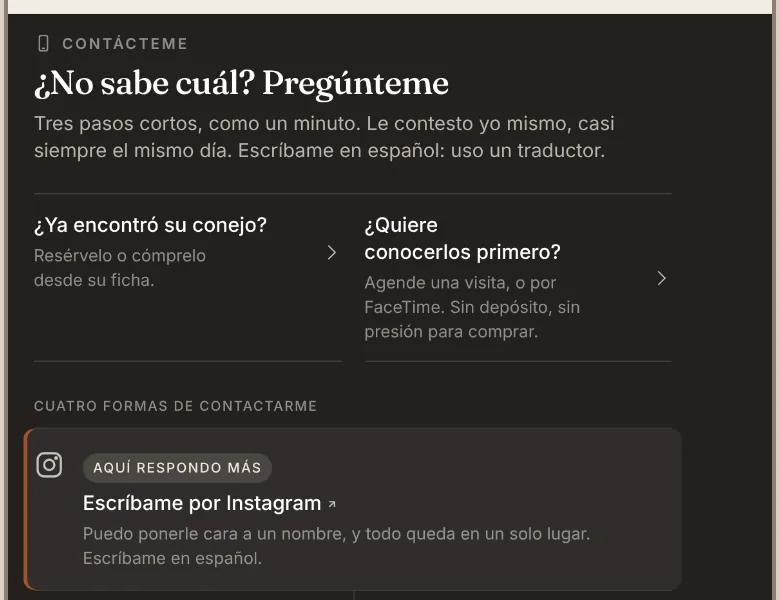 CONTÁCTEME
¿No sabe cuál? Pregúnteme
Tres pasos cortos, como un minuto. Le contesto yo mismo, casi
siempre el mismo día. Escríbame en español: uso un traductor.
¿Ya encontró su conejo?
Resérvelo o cómprelo
desde su ficha.
¿Quiere
conocerlos primero?
Agende una visita, o por
FaceTime. Sin depósito, sin
presión para comprar.
CUATRO FORMAS DE CONTACTARME
AQUÍ RESPONDO MÁS
Escríbame por Instagram ↗
Puedo ponerle cara a un nombre, y todo queda en un solo lugar.
Escríbame en español.